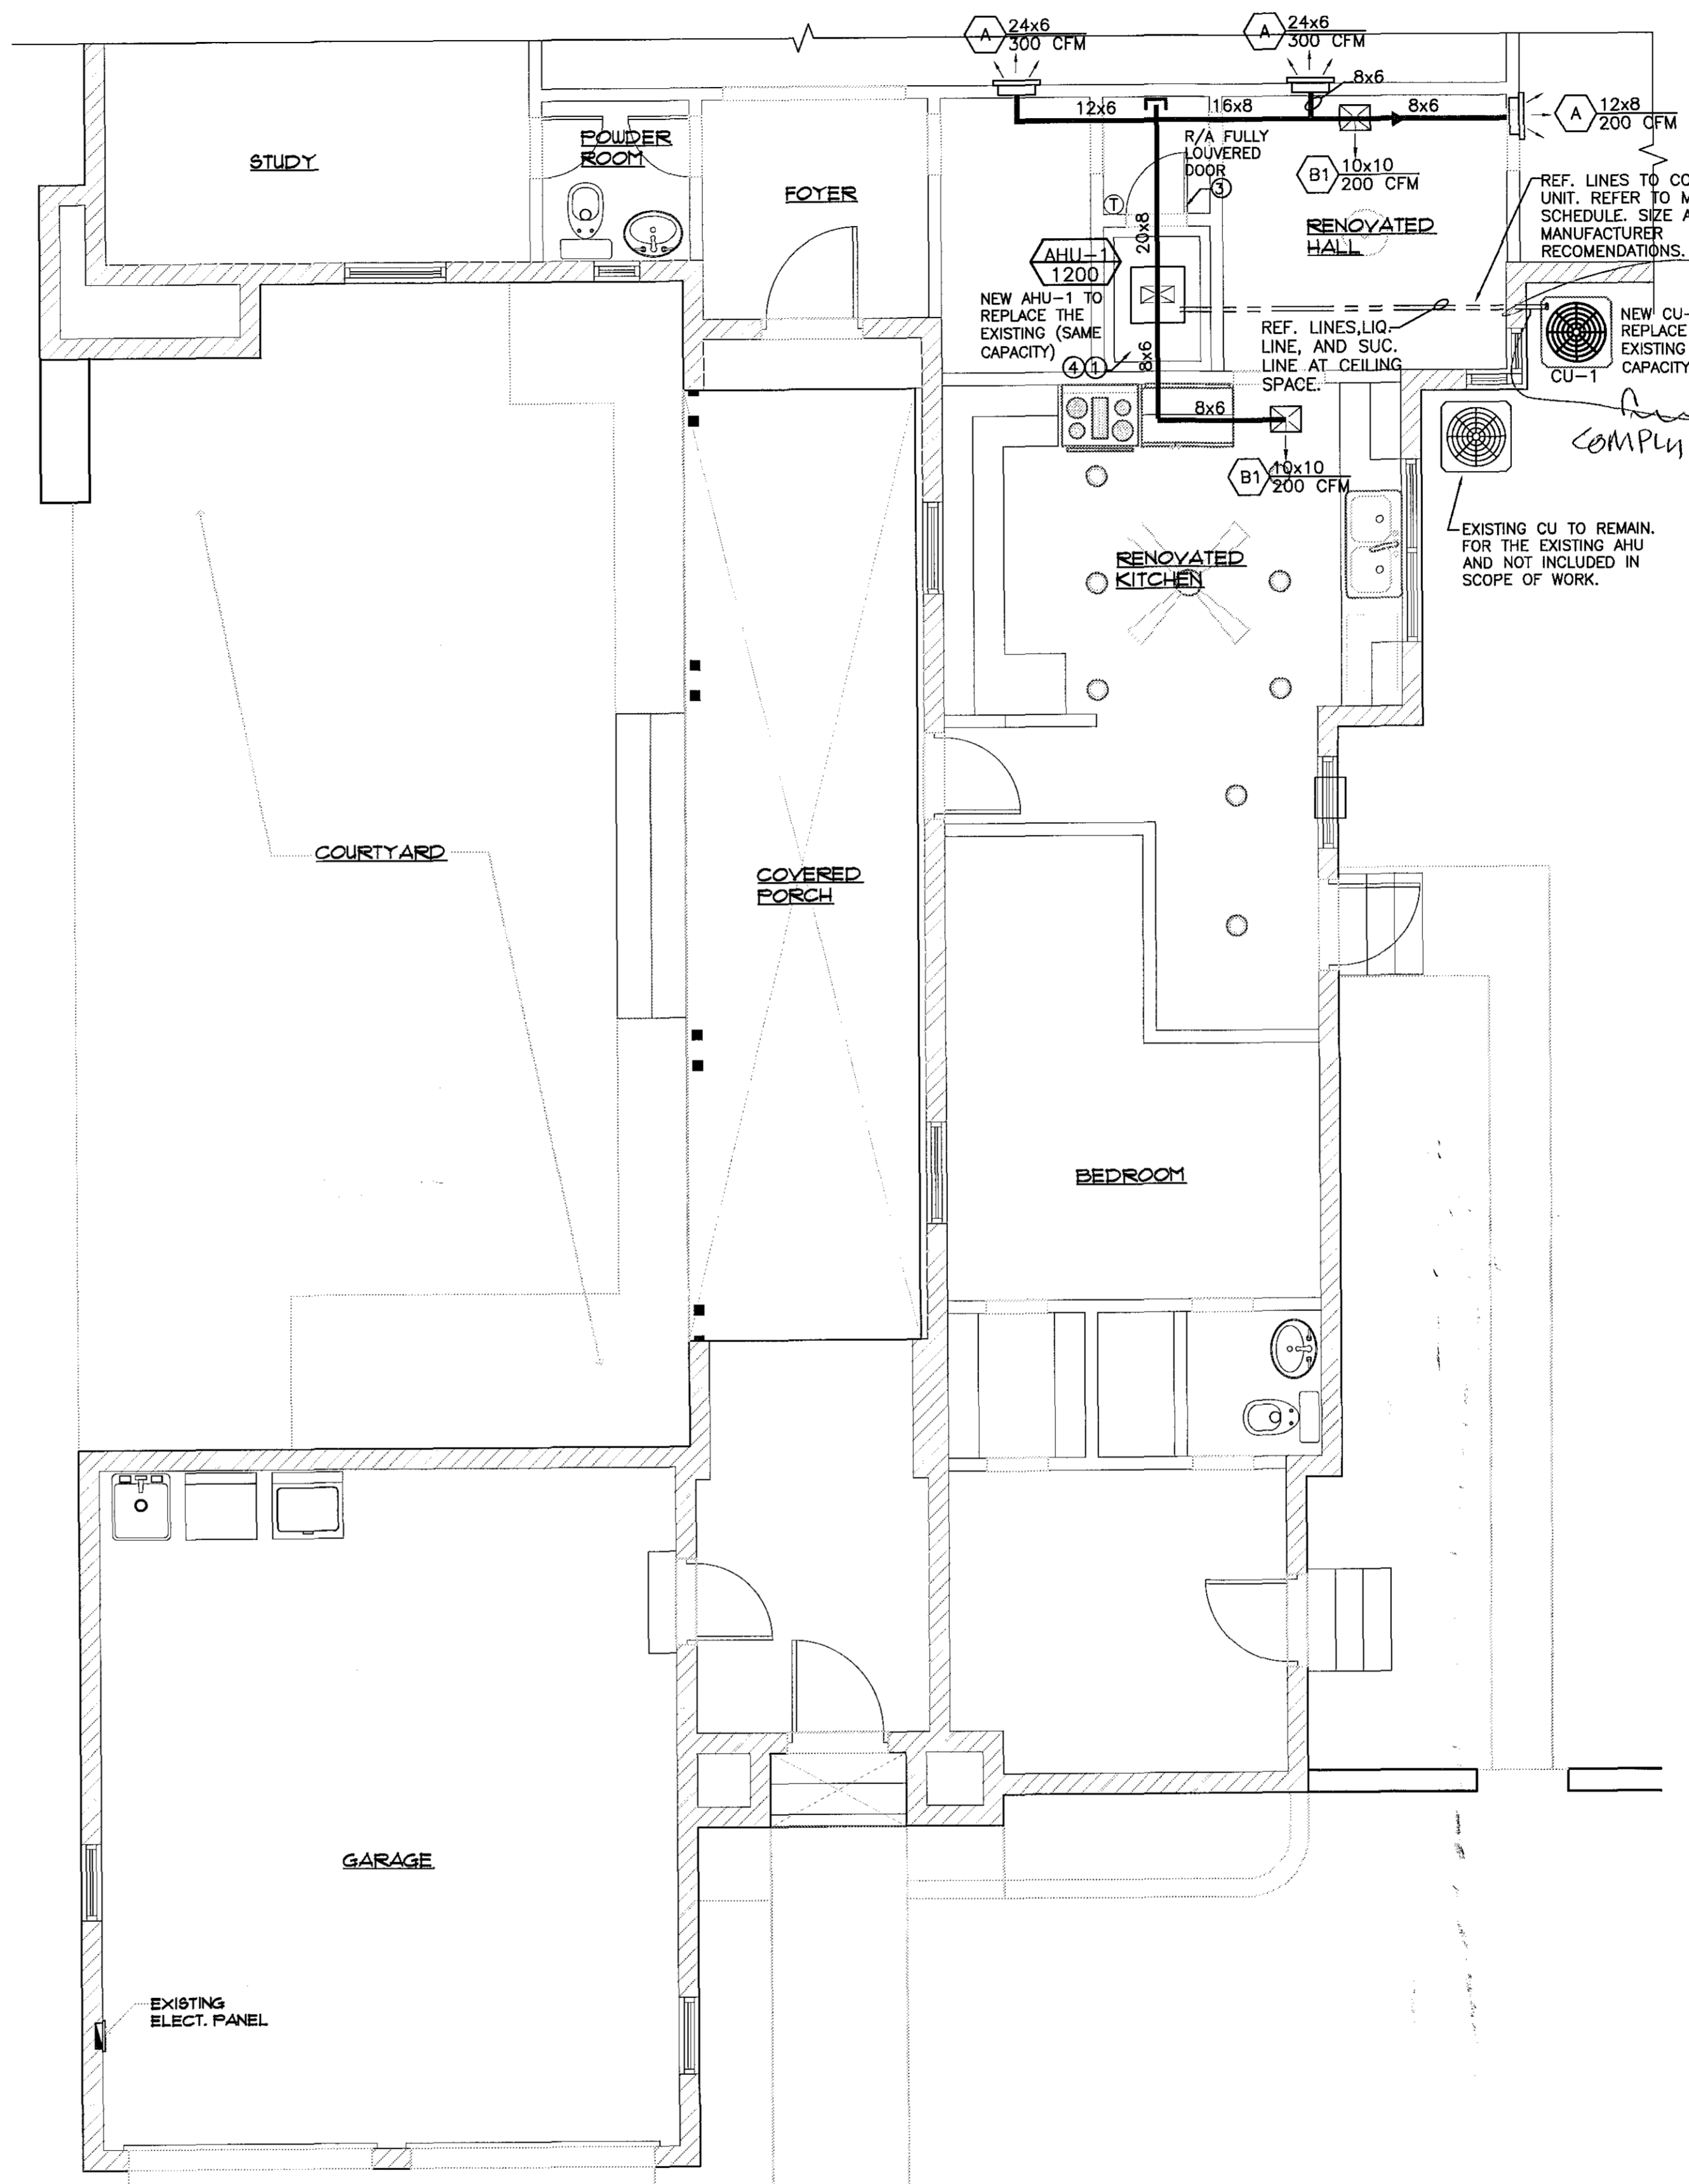 A
24x6
300 CFM
A
24x6
300 CFM
8x6
12x6
16x8
8x6
A
12x8
200 CFM
STUDY
POWDER
ROOM
FOYER
R/A FULLY
LOUVERED
DOOR
3
B1
10x10
200 CFM
REF. LINES TO CO
UNIT. REFER TO M
SCHEDULE. SIZE A
MANUFACTURER
RECOMENDATIONS.
T
20x8
RENOVATED
HALL
AHU-1
1200
NEW AHU-1 TO
REPLACE THE
EXISTING (SAME
CAPACITY)
4
1
8x6
REF. LINES,LIQ.
LINE, AND SUC.
LINE AT CEILING
SPACE.
NEW CU-
REPLACE
EXISTING
CAPACITY
CU-1
8x6
COMPLY
B1
10x10
200 CFM
EXISTING CU TO REMAIN.
FOR THE EXISTING AHU
AND NOT INCLUDED IN
SCOPE OF WORK.
RENOVATED
KITCHEN
COURTYARD
COVERED
PORCH
BEDROOM
GARAGE
EXISTING
ELECT. PANEL